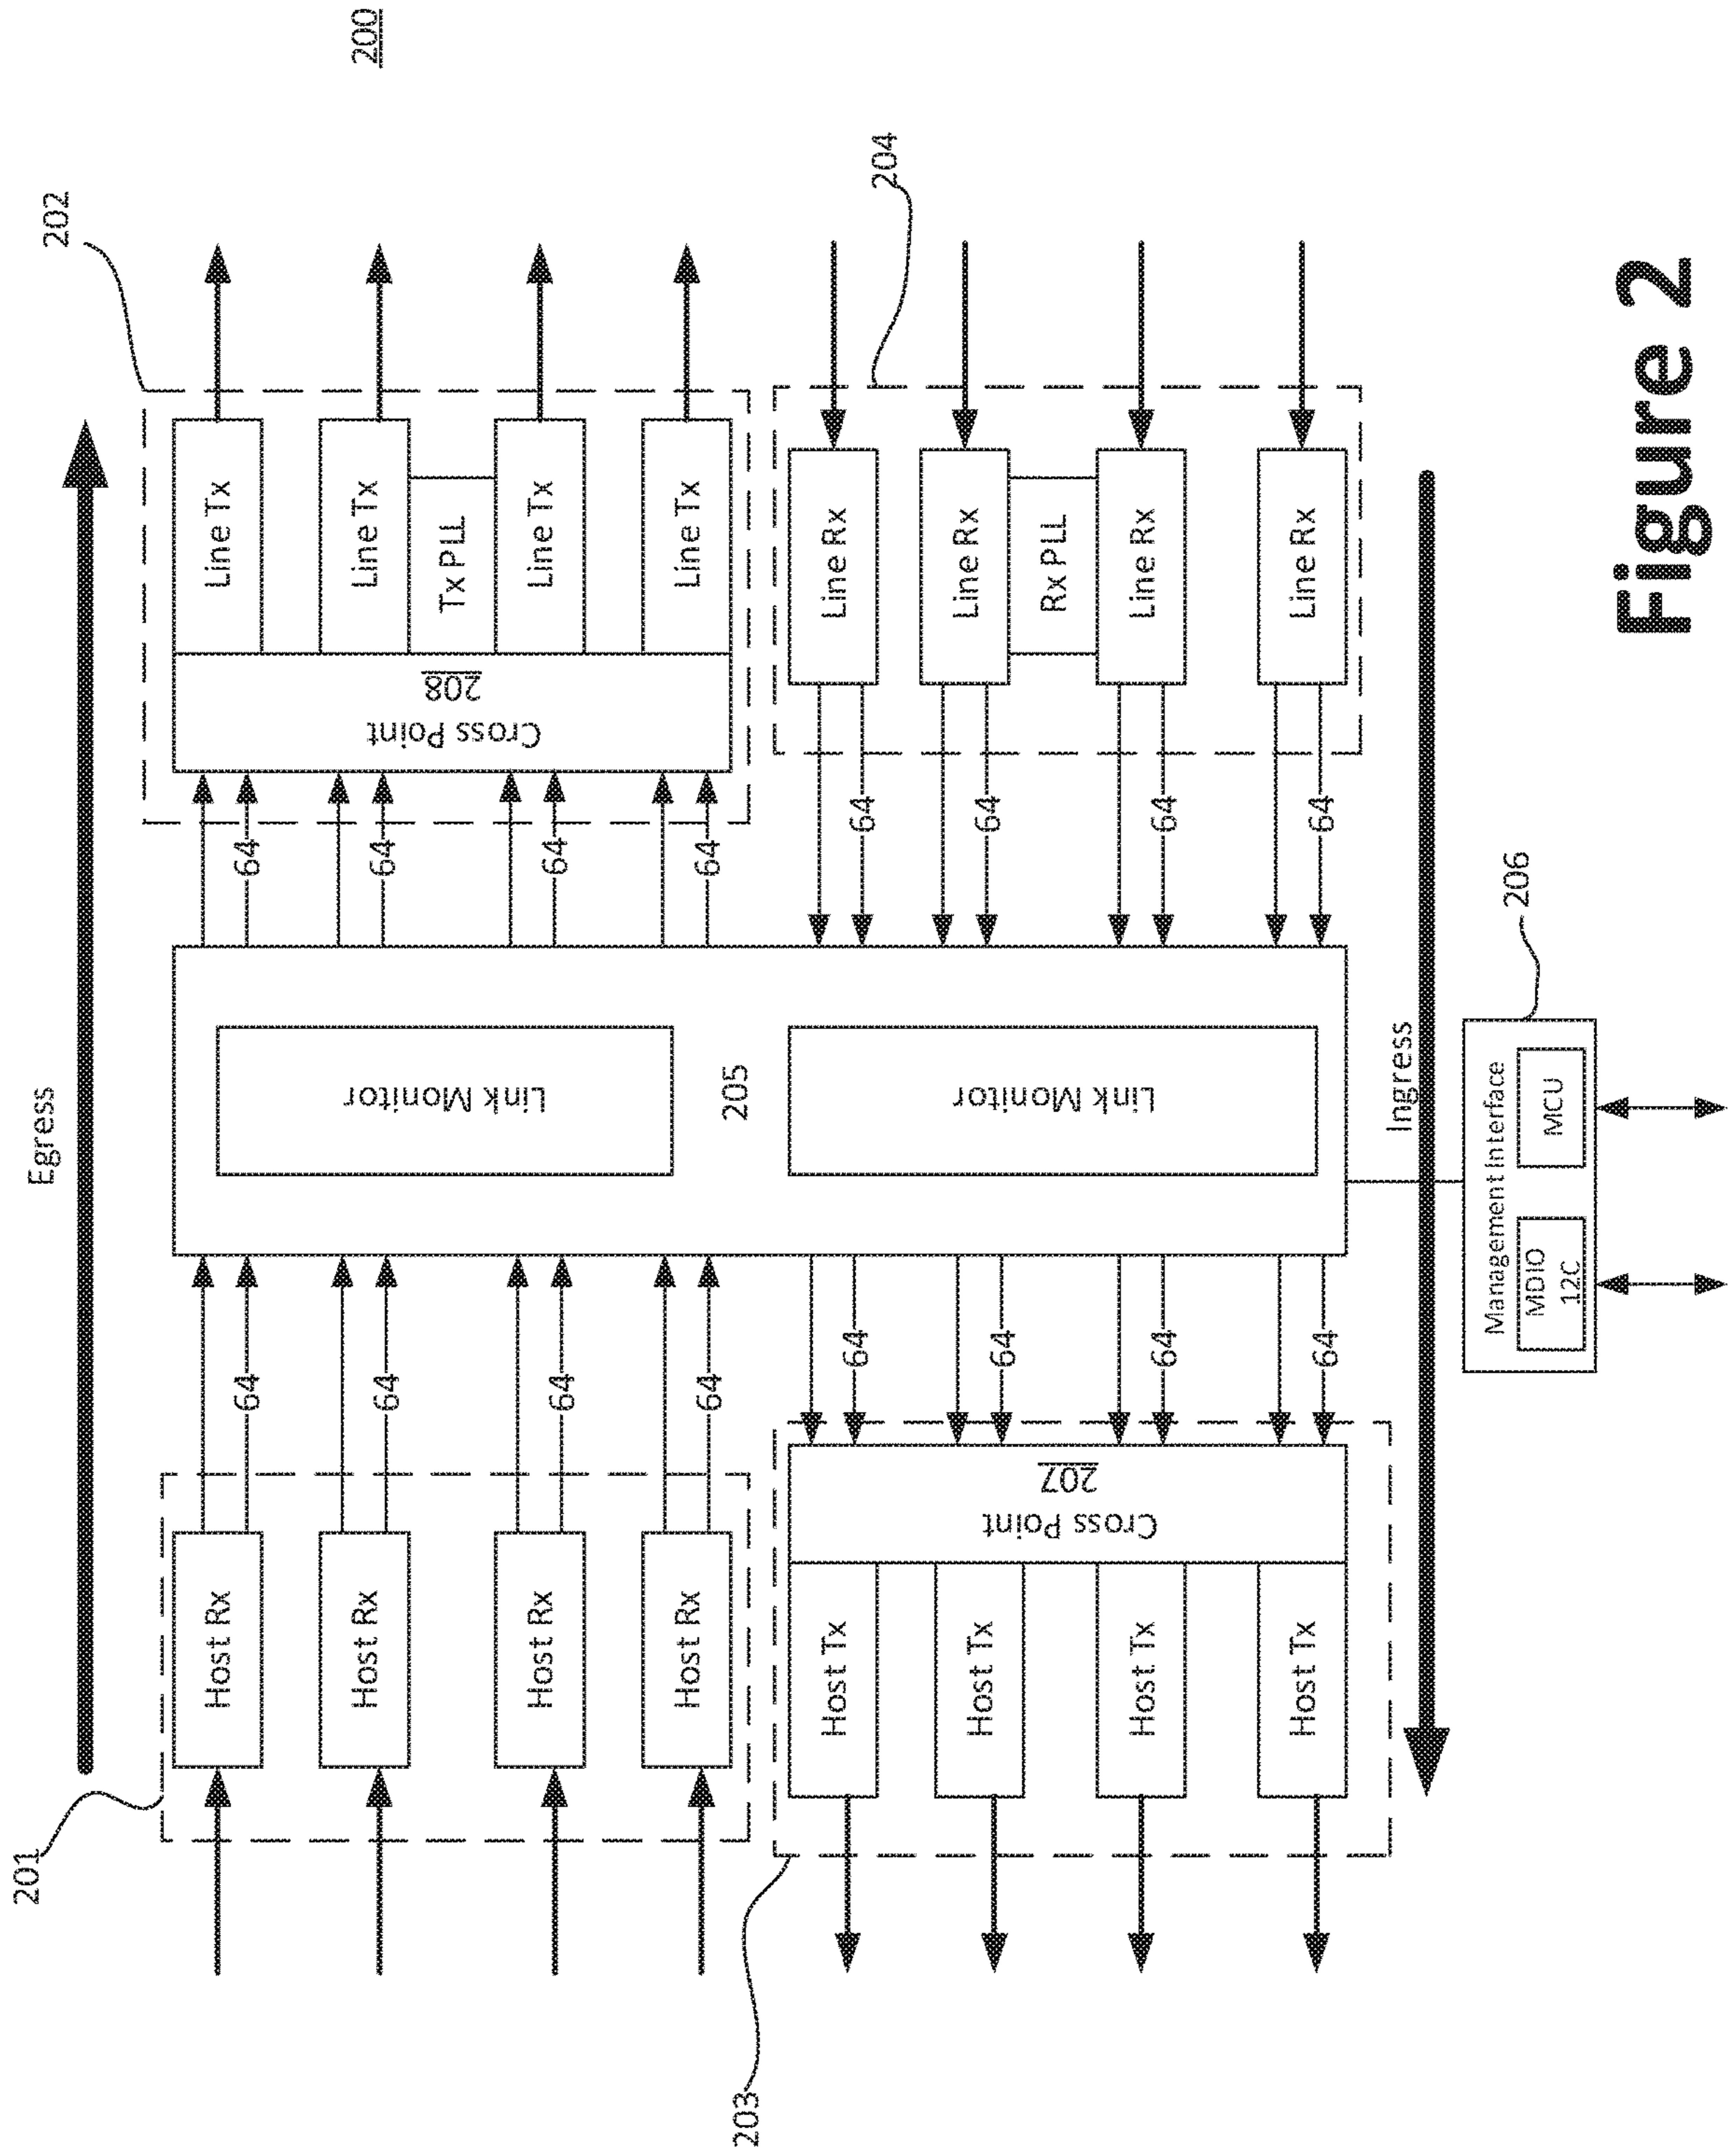 201
Egress
202
200
Host Rx
64
64
Line Tx
Host Rx
64
Link Monitor
64
Cross Point
208
Line Tx
Tx PLL
Host Rx
64
64
Line Tx
Host Rx
64
205
64
Line Tx
203
Host Tx
64
64
Line Rx
204
Host Tx
64
64
Line Rx
Cross Point
207
Link Monitor
Rx PLL
Host Tx
64
64
Line Rx
Host Tx
64
64
Line Rx
Ingress
Management Interface
206
MDIO
12C
MCU
Figure 2